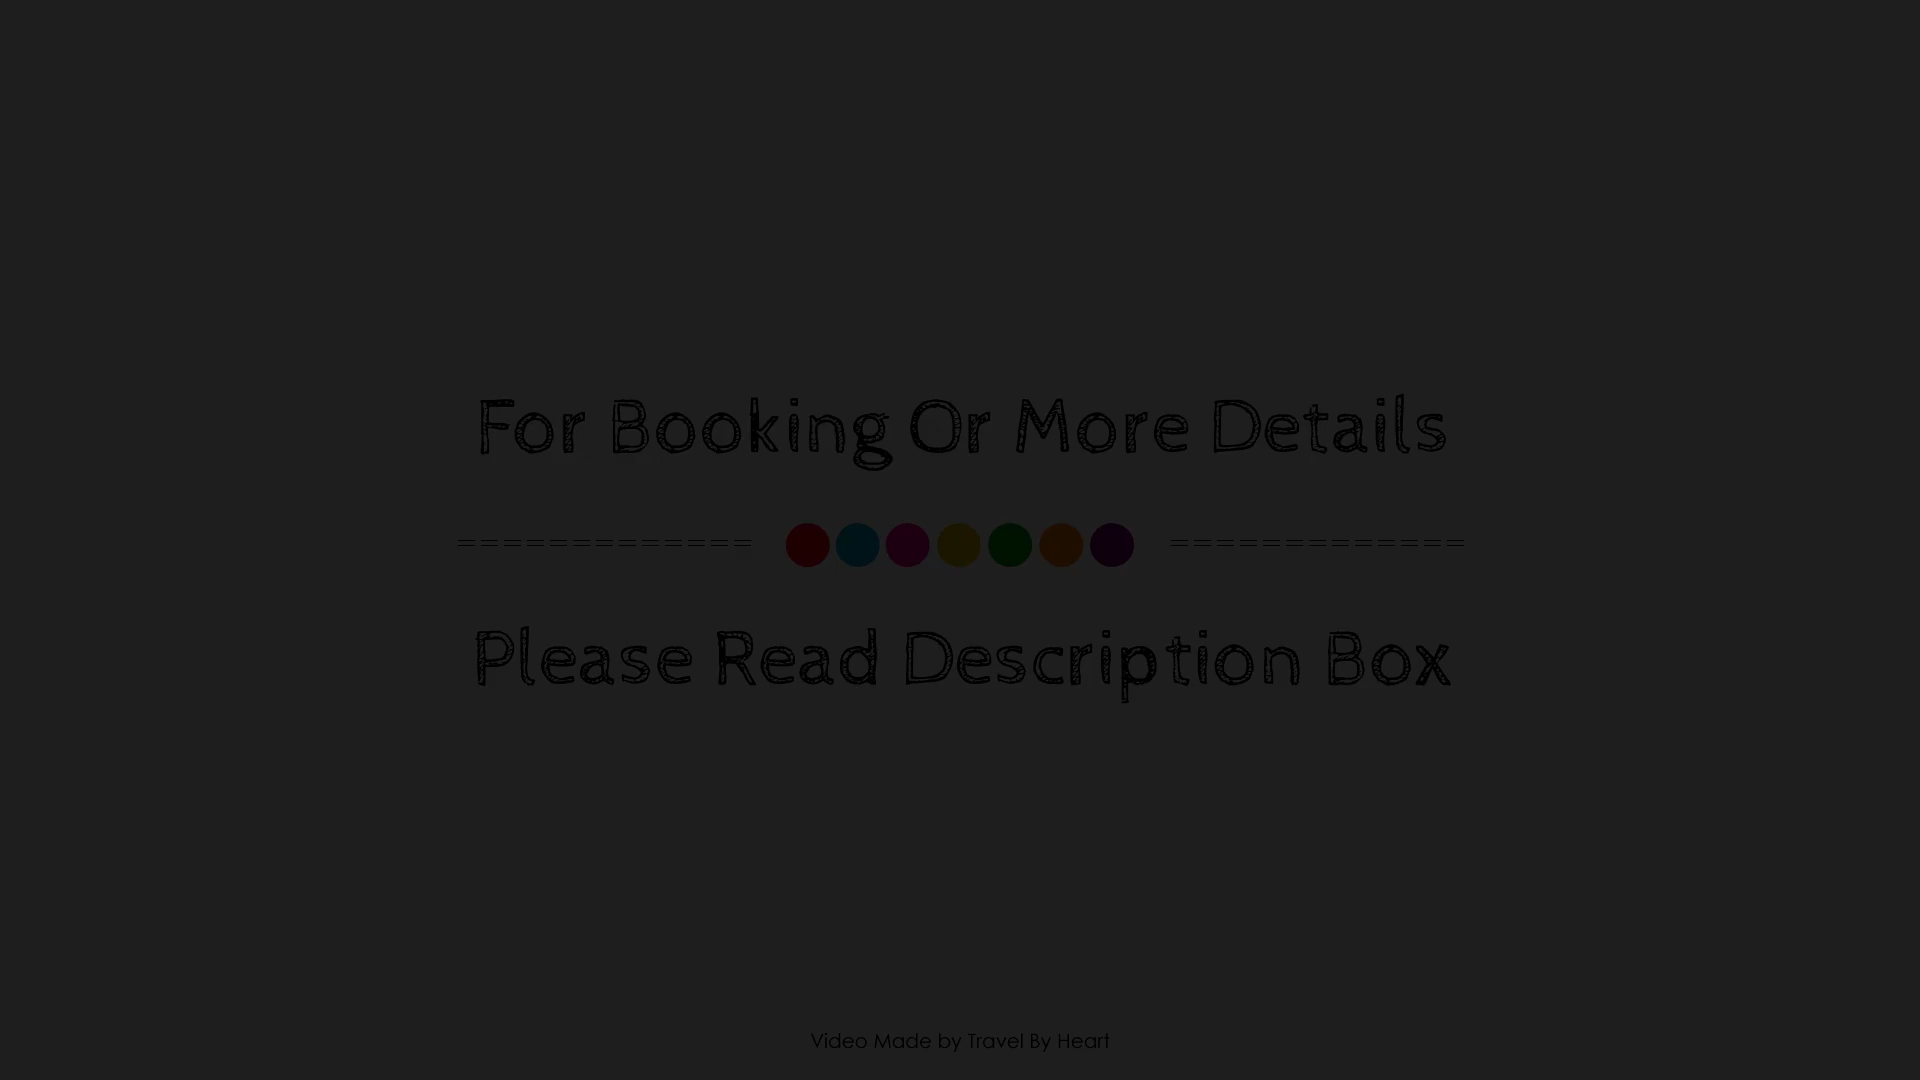 For Booking Or More Details
============= =============
Please Read Description Box
Video Made by Travel By Heart